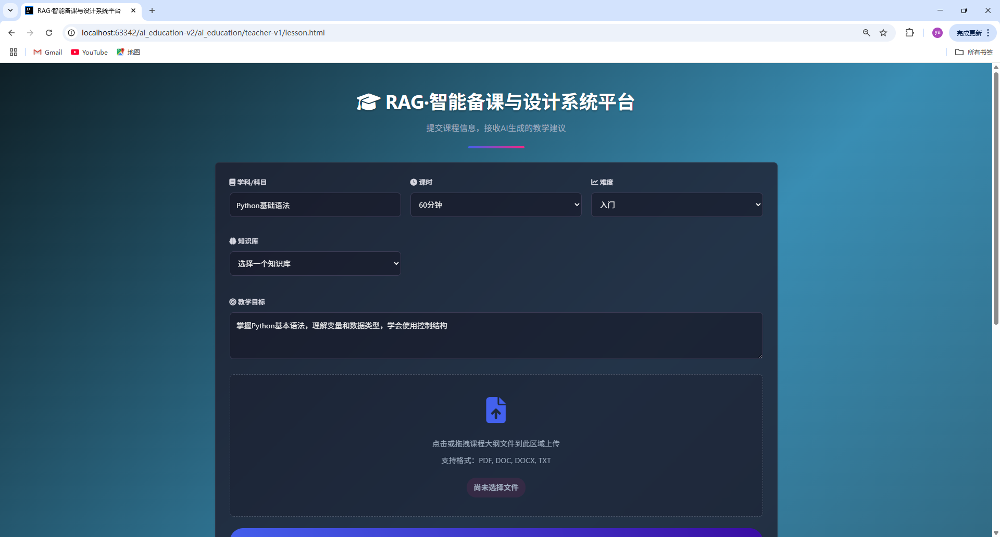 RAG·智能备课与设计系统平台
localhost:63342/ai_education-v2/ai_education/teacher-v1/lesson.html
ya
完成更新
Gmail
YouTube
地图
所有书签
RAG·智能备课与设计系统平台
提交课程信息，接收AI生成的教学建议
学科/科目
课时
难度
Python基础语法
60分钟
入门
知识库
选择一个知识库
教学目标
掌握Python基本语法，理解变量和数据类型，学会使用控制结构
点击或拖拽课程大纲文件到此区域上传
支持格式：PDF, DOC, DOCX, TXT
尚未选择文件